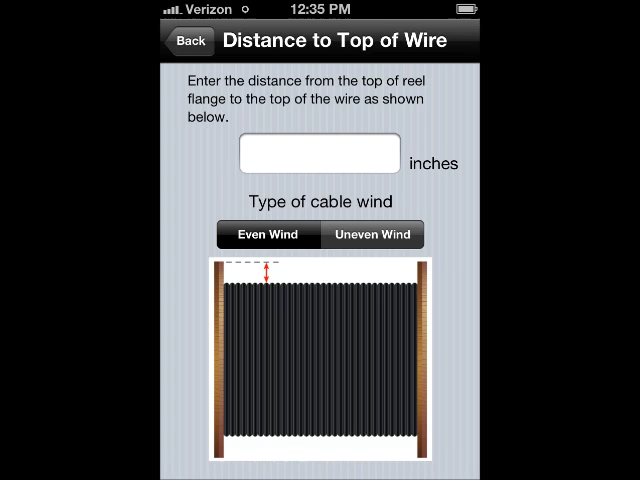 Verizon 12:35 PM
Back Distance to Top of Wire
Enter the distance from the top of reel
flange to the top of the wire as shown
below.
inches
Type of cable wind
Even Wind Uneven Wind